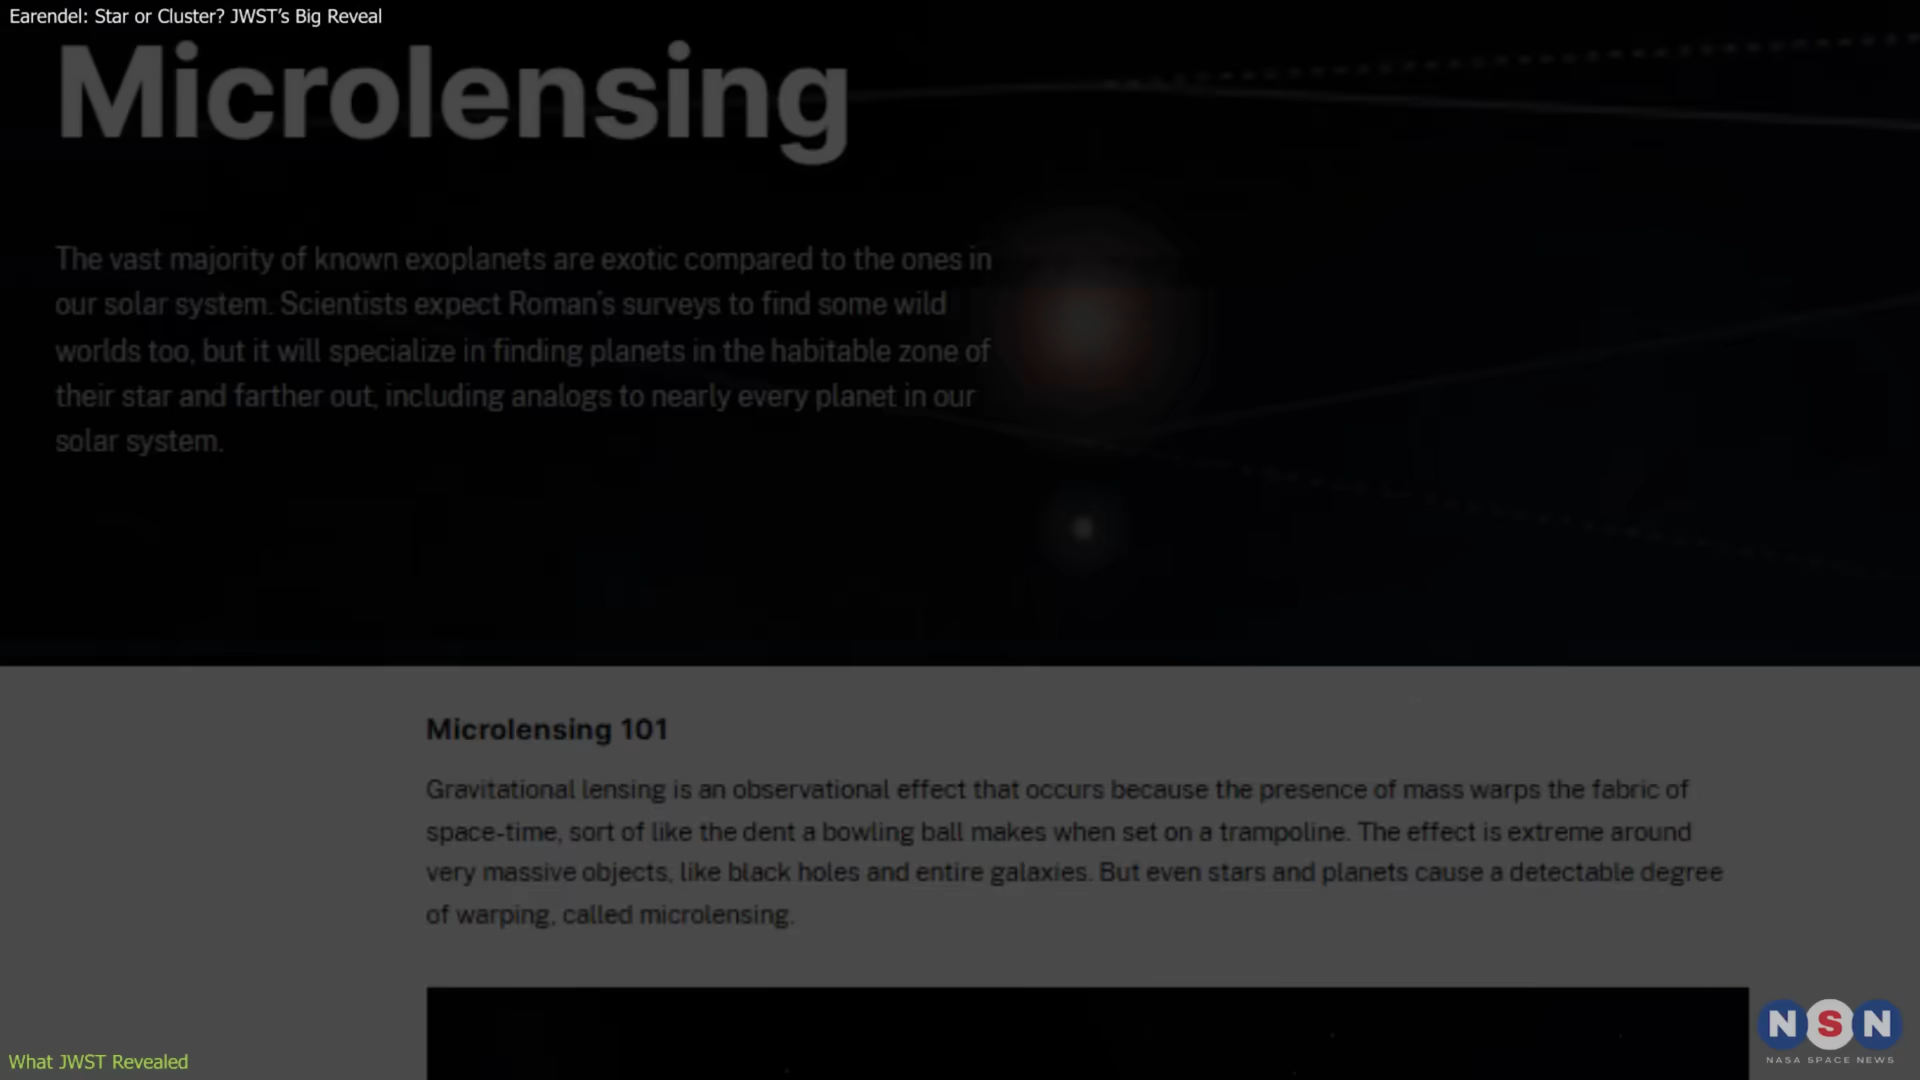 Earendel: Star or Cluster? JWST’s Big Reveal
Microlensing
The vast majority of known exoplanets are exotic compared to the ones in
our solar system. Scientists expect Roman's surveys to find some wild
worlds too, but it will specialize in finding planets in the habitable zone of
their star and farther out, including analogs to nearly every planet in our
solar system.
Microlensing 101
Gravitational lensing is an observational effect that occurs because the presence of mass warps the fabric of
space-time, sort of like the dent a bowling ball makes when set on a trampoline. The effect is extreme around
very massive objects, like black holes and entire galaxies. But even stars and planets cause a detectable degree
of warping, called microlensing.
NSN
NASA SPACE NEWS
What JWST Revealed